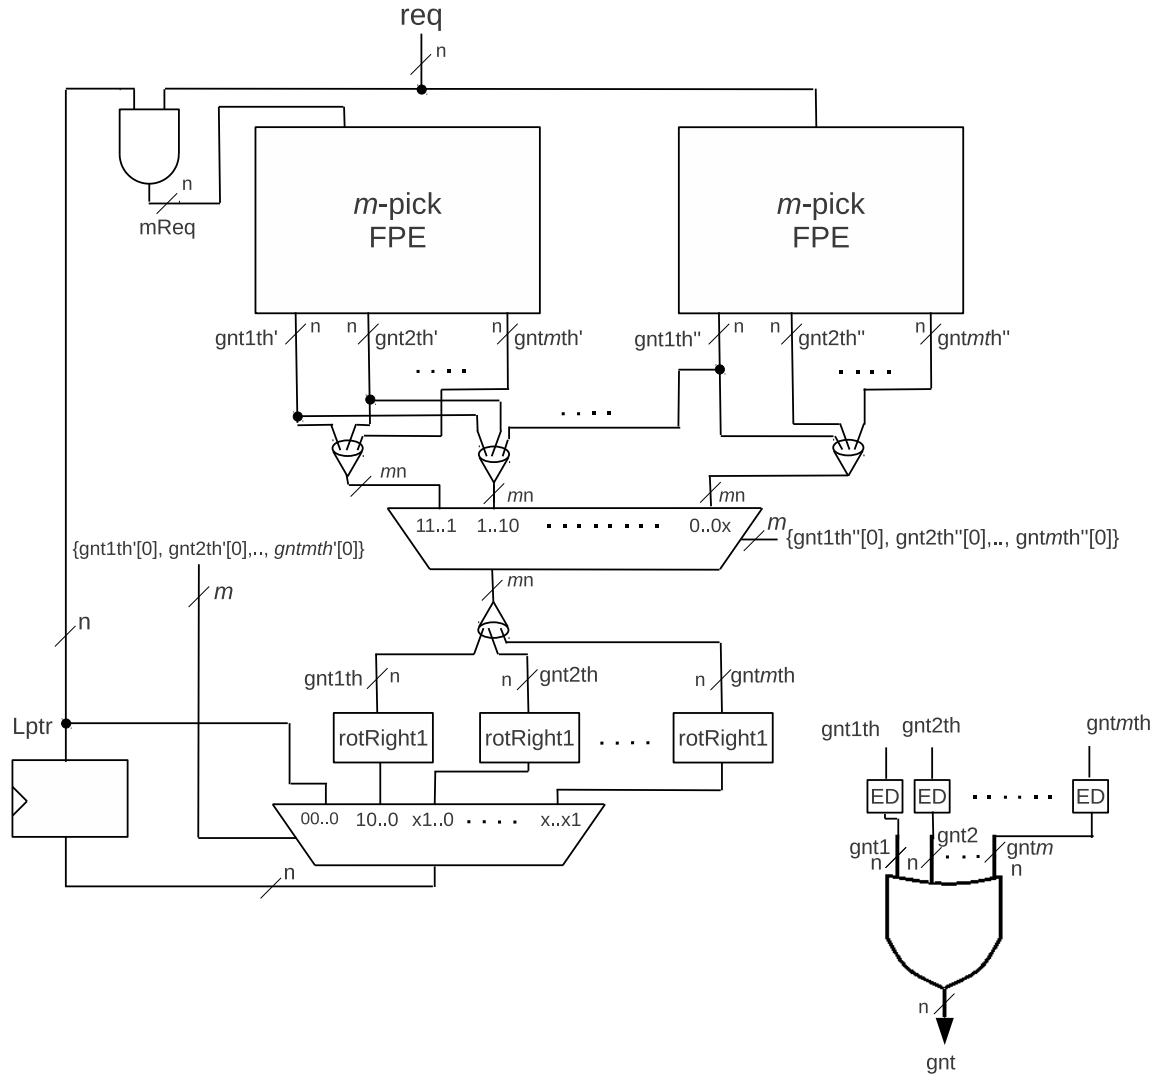 req
n
n
mReq
m-pick
FPE
m-pick
FPE
gnt1th'
n
n
gnt2th'
n
gntmth'
gnt1th"
n
n
gnt2th"
n
gntmth"
mn
mn
mn
11..1
1..10
0..0x
m
{gnt1th"[0], gnt2th"[0],.., gntmth"[0]}
{gnt1th'[0], gnt2th'[0],.., gntmth'[0]}
m
mn
n
gnt1th
n
n
gnt2th
n
gntmth
Lptr
rotRight1
rotRight1
rotRight1
00..0
10..0
x1..0
x..x1
n
gnt1th
gnt2th
gntmth
ED
ED
ED
gnt1
n
gnt2
n
gntm
n
n
gnt